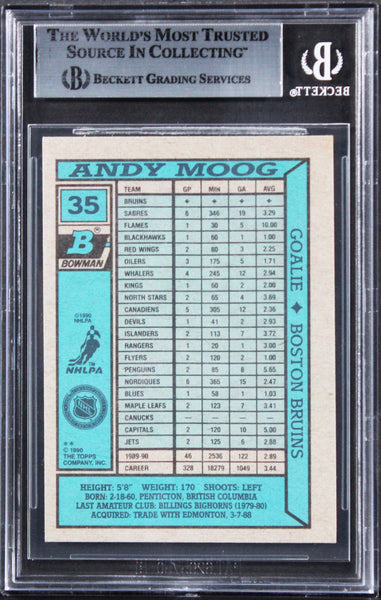 THE WORLD'S MOST TRUSTED
SOURCE IN COLLECTING™
B BECKETT GRADING SERVICES
B
BECKETT
ANDY MOOG
35
B
BOWMAN
©1990
NHLPA
NHLPA
™
NHL
**
© 1990
THE TOPPS
COMPANY, INC.
TEAM GP MIN GA AVG
BRUINS + + + +
SABRES 6 346 19 3.29
FLAMES 1 30 5 10.00
BLACKHAWKS 1 60 1 1.00
RED WINGS 2 80 3 2.25
OILERS 3 175 5 1.71
WHALERS 4 245 12 2.94
KINGS 1 50 2 2.00
NORTH STARS 2 65 4 3.69
CANADIENS 5 305 12 2.36
DEVILS 1 41 2 2.93
ISLANDERS 2 113 7 3.72
RANGERS 1 20 1 3.00
FLYERS 2 120 2 1.00
PENGUINS 2 85 8 5.65
NORDIQUES 6 365 15 2.47
BLUES 1 58 1 1.03
MAPLE LEAFS 2 123 7 3.41
CANUCKS — — — —
CAPITALS 2 120 10 5.00
JETS 2 125 6 2.88
1989-90 46 2536 122 2.89
CAREER 328 18279 1049 3.44
GOALIE ♦ BOSTON BRUINS
HEIGHT: 5'8" WEIGHT: 170 SHOOTS: LEFT
BORN: 2-18-60, PENTICTON, BRITISH COLUMBIA
LAST AMATEUR CLUB: BILLINGS BIGHORNS (1979-80)
ACQUIRED: TRADE WITH EDMONTON, 3-7-88